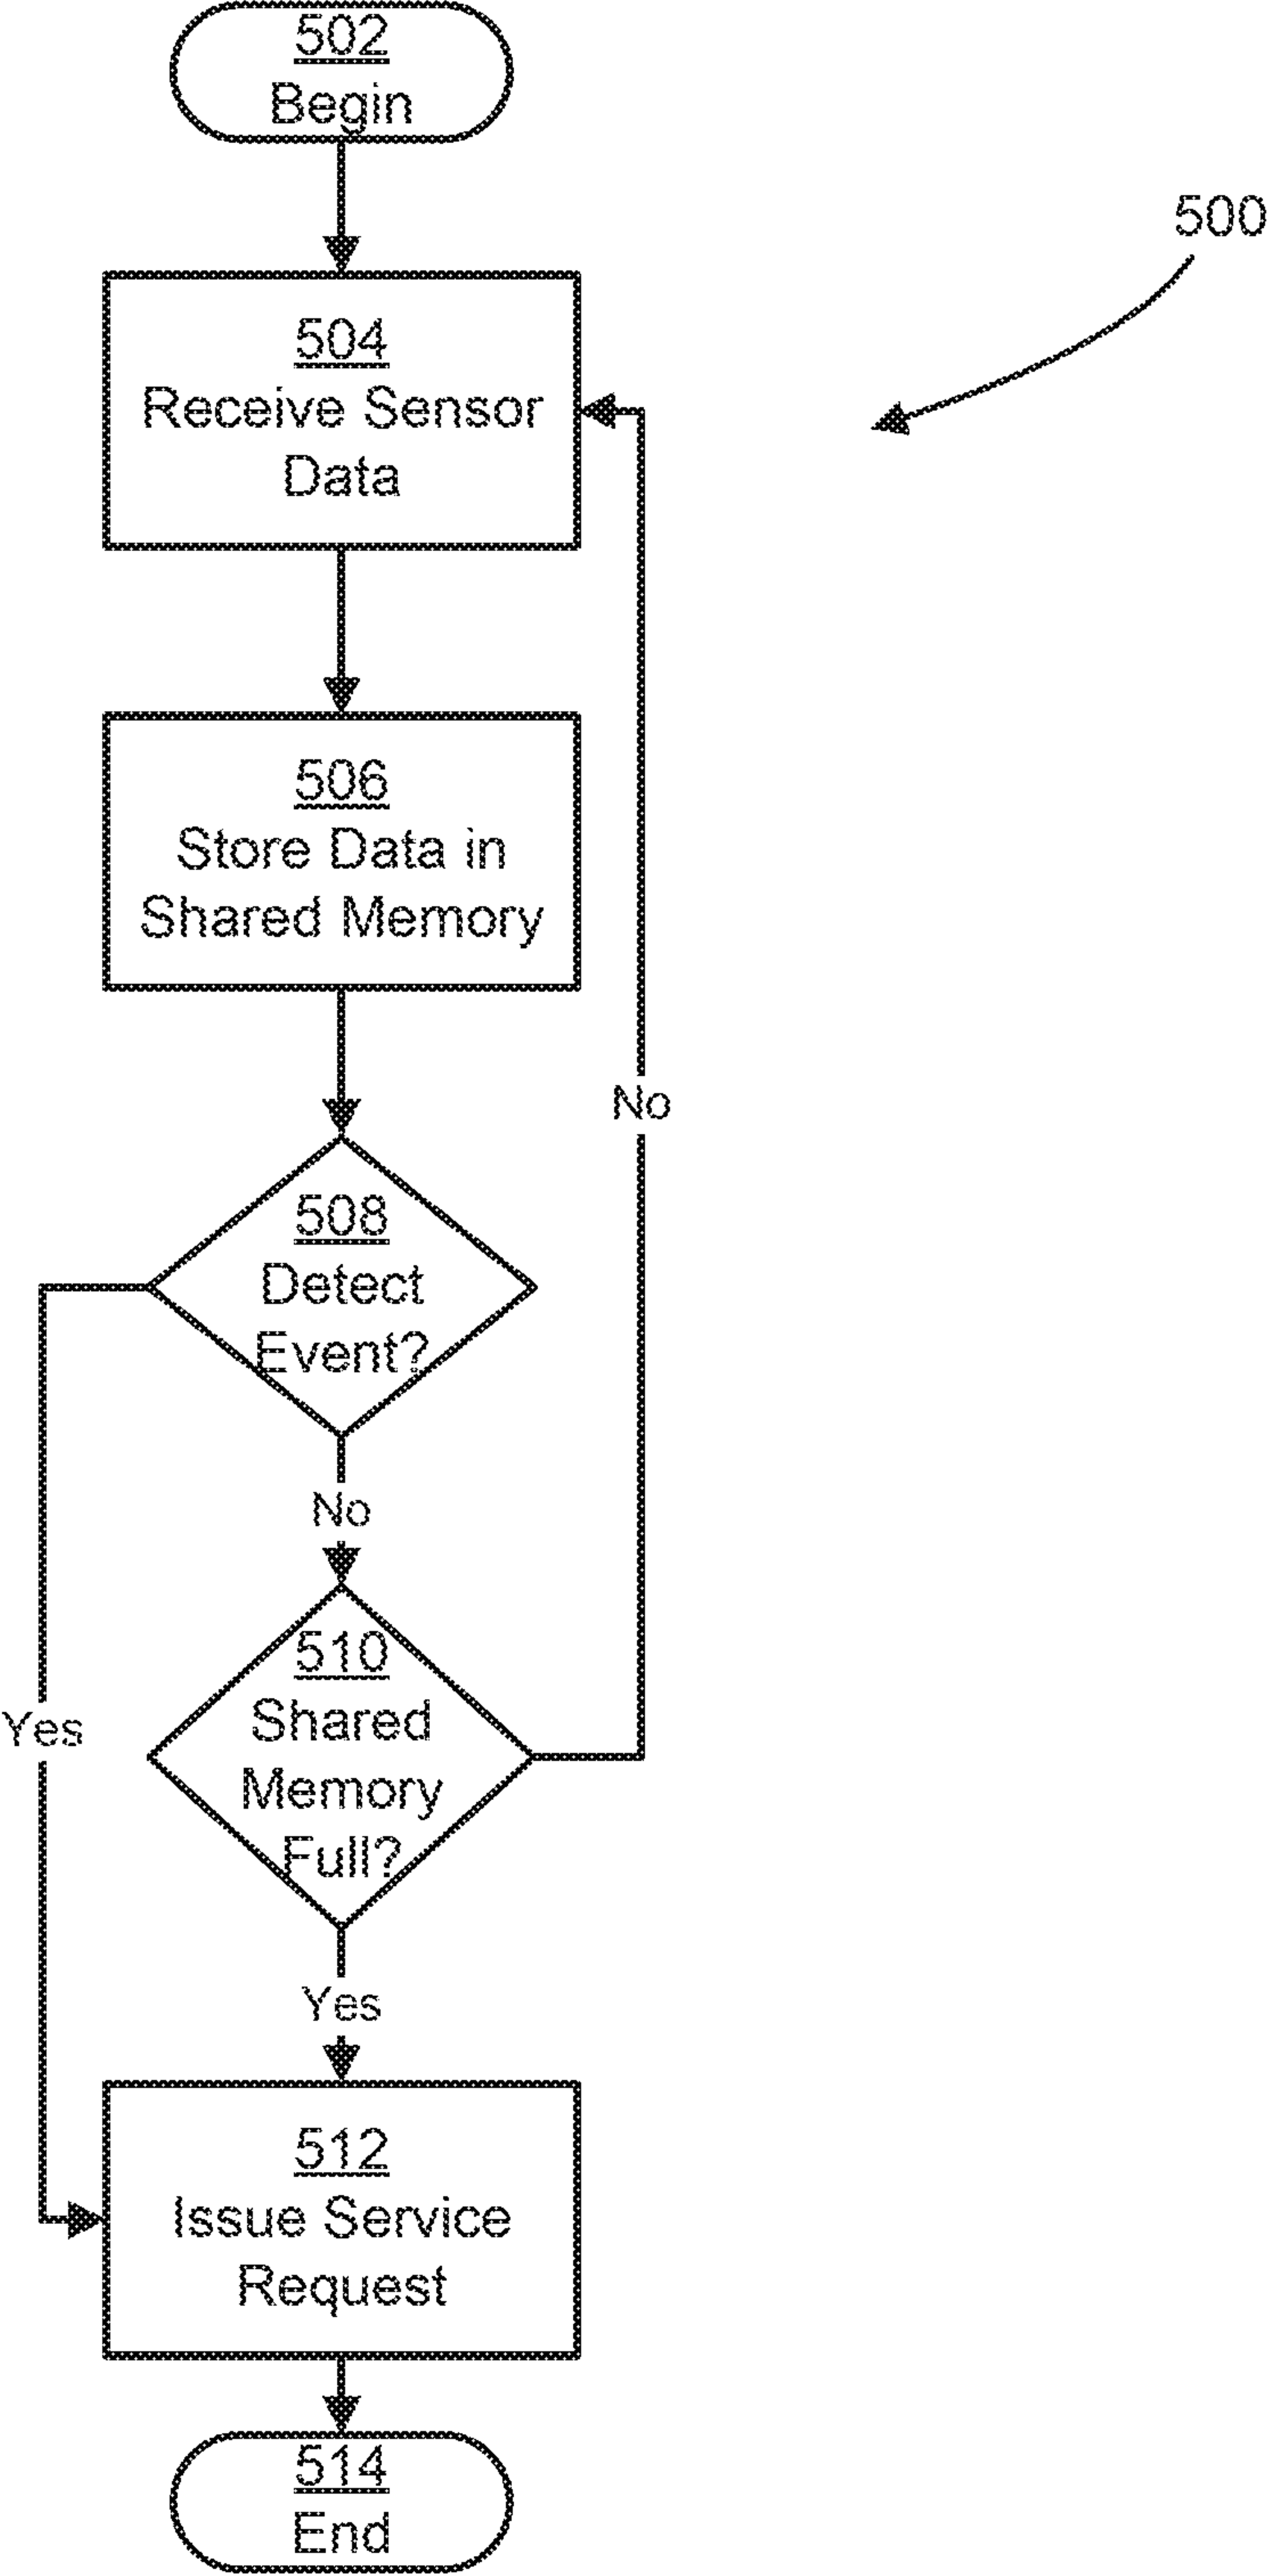 502
Begin
500
504
Receive Sensor
Data
506
Store Data in
Shared Memory
No
508
Detect
Event?
No
510
Shared
Memory
Full?
Yes
Yes
512
Issue Service
Request
514
End